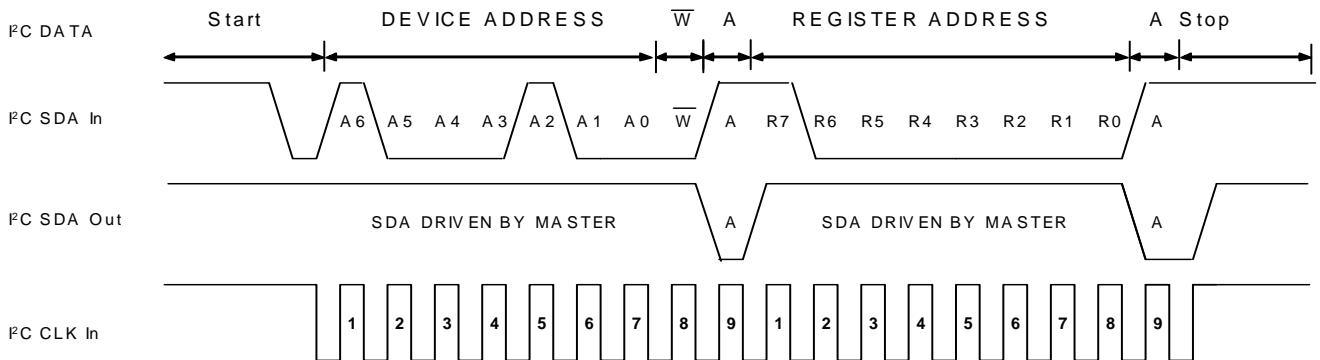 I²C DATA Start DEVICE ADDRESS W̅ A REGISTER ADDRESS A Stop
I²C SDA In A6 A5 A4 A3 A2 A1 A0 W̅ A R7 R6 R5 R4 R3 R2 R1 R0 A
I²C SDA Out SDA DRIVEN BY MASTER A SDA DRIVEN BY MASTER A
I²C CLK In 1 2 3 4 5 6 7 8 9 1 2 3 4 5 6 7 8 9